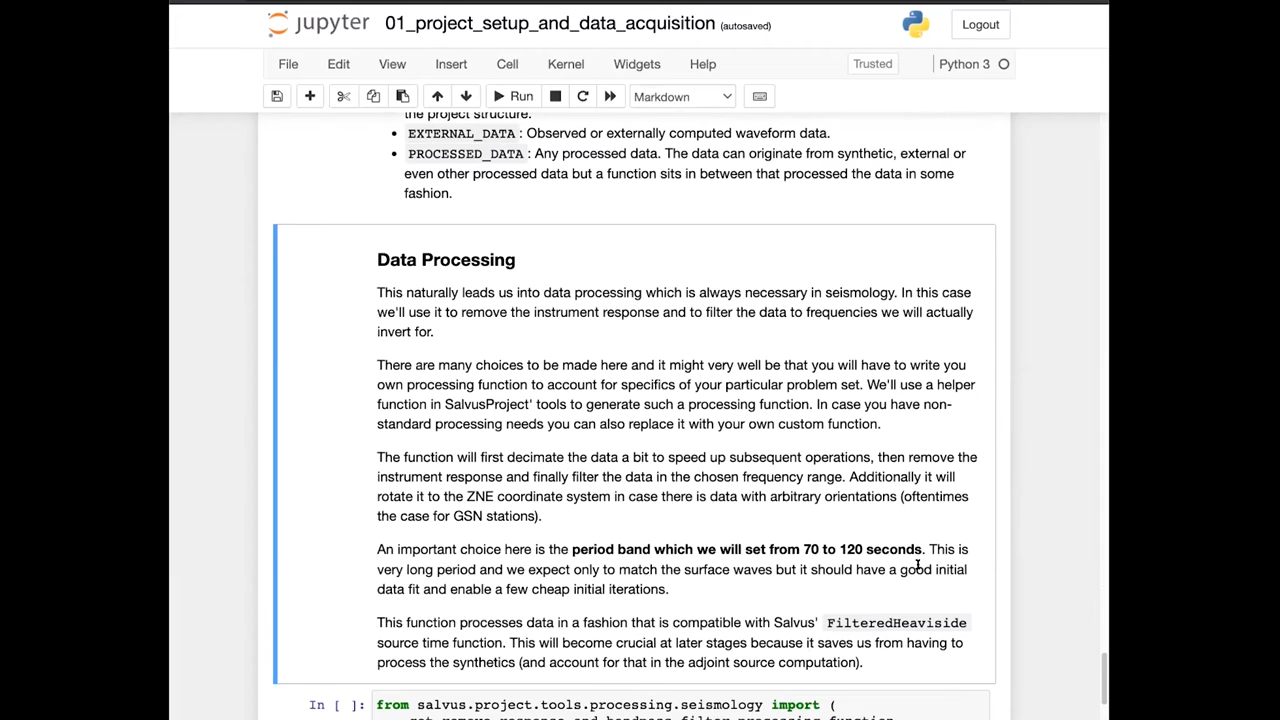 jupyter 01_project_setup_and_data_acquisition (autosaved) Logout
File Edit View Insert Cell Kernel Widgets Help Trusted Python 3
Run Markdown
the project structure.
• EXTERNAL_DATA : Observed or externally computed waveform data.
• PROCESSED_DATA : Any processed data. The data can originate from synthetic, external or
even other processed data but a function sits in between that processed the data in some
fashion.
Data Processing
This naturally leads us into data processing which is always necessary in seismology. In this case
we'll use it to remove the instrument response and to filter the data to frequencies we will actually
invert for.
There are many choices to be made here and it might very well be that you will have to write you
own processing function to account for specifics of your particular problem set. We'll use a helper
function in SalvusProject' tools to generate such a processing function. In case you have non-
standard processing needs you can also replace it with your own custom function.
The function will first decimate the data a bit to speed up subsequent operations, then remove the
instrument response and finally filter the data in the chosen frequency range. Additionally it will
rotate it to the ZNE coordinate system in case there is data with arbitrary orientations (oftentimes
the case for GSN stations).
An important choice here is the period band which we will set from 70 to 120 seconds. This is
very long period and we expect only to match the surface waves but it should have a good initial
data fit and enable a few cheap initial iterations.
This function processes data in a fashion that is compatible with Salvus' FilteredHeaviside
source time function. This will become crucial at later stages because it saves us from having to
process the synthetics (and account for that in the adjoint source computation).
In [ ]: from salvus.project.tools.processing.seismology import (
get_remove_response_and_bandpass_filter_processing_function